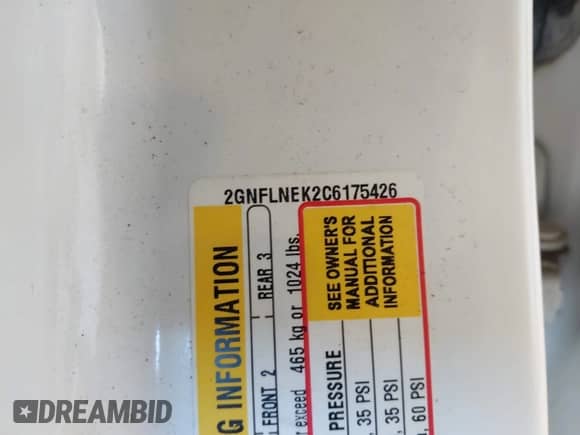 2GNFLNEK2C6175426
G INFORMATION
FRONT 2
REAR 3
exceed 465 kg or 1024 lbs.
SEE OWNER'S
MANUAL FOR
ADDITIONAL
INFORMATION
PRESSURE
, 35 PSI
, 35 PSI
, 60 PSI
DREAMBID